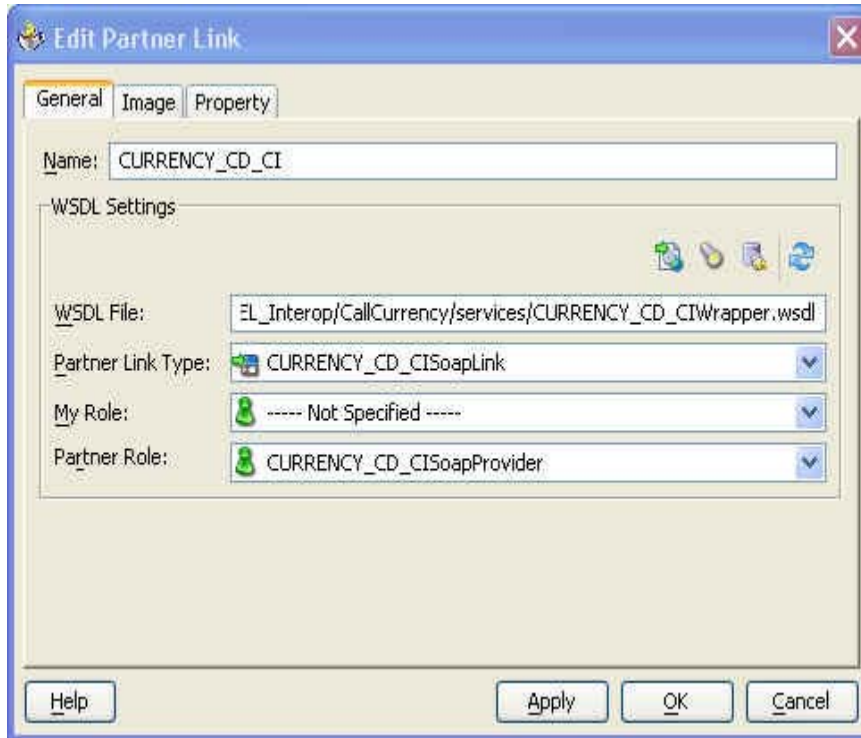 Edit Partner Link
General Image Property
Name: CURRENCY_CD_CI
WSDL Settings
WSDL File: EL_Interop/CallCurrency/services/CURRENCY_CD_CIWrapper.wsdl
Partner Link Type: CURRENCY_CD_CISoapLink
My Role: ----- Not Specified -----
Partner Role: CURRENCY_CD_CISoapProvider
Help Apply OK Cancel